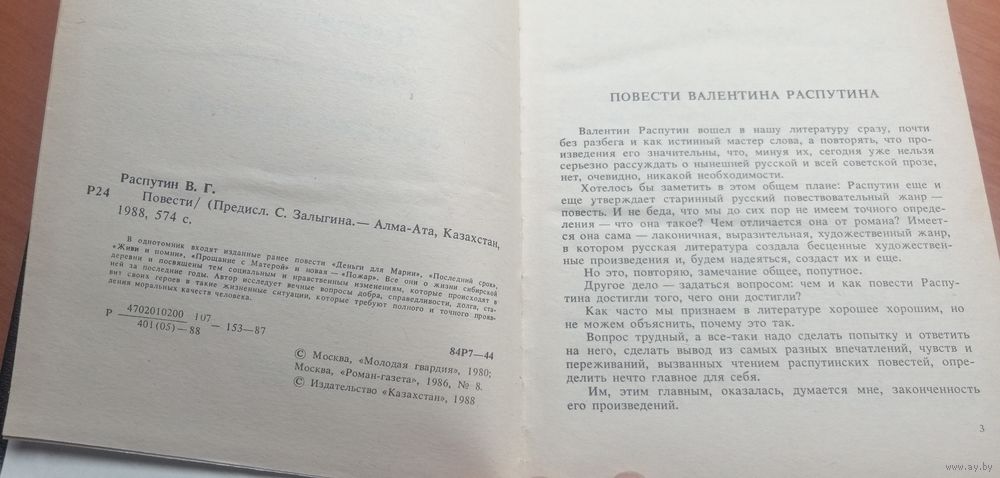 Распутин В. Г.
Р24
Повести/ (Предисл. С. Залыгина.— Алма-Ата, Казахстан,
1988, 574 с.
В однотомник входят изданные ранее повести «Деньги для Марии», «Последний срок»,
«Живи и помни», «Прощание с Матерой» и новая — «Пожар». Все они о жизни сибирской
деревни и посвящены тем социальным и нравственным изменениям, которые происходят в
ней за последние годы. Автор исследует вечные вопросы добра, справедливости, долга, ста-
вит своих героев в такие жизненные ситуации, которые требуют полного и точного прояв-
ления моральных качеств человека.
Р 4702010200 107 — 153—87
401(05)—88
84Р7—44
© Москва, «Молодая гвардия», 1980;
Москва, «Роман-газета», 1986, № 8.
© Издательство «Казахстан», 1988
ПОВЕСТИ ВАЛЕНТИНА РАСПУТИНА
Валентин Распутин вошел в нашу литературу сразу, почти
без разбега и как истинный мастер слова, а повторять, что про-
изведения его значительны, что, минуя их, сегодня уже нельзя
серьезно рассуждать о нынешней русской и всей советской прозе,
нет, очевидно, никакой необходимости.
Хотелось бы заметить в этом общем плане: Распутин еще и
еще утверждает старинный русский повествовательный жанр —
повесть. И не беда, что мы до сих пор не имеем точного опреде-
ления — что она такое? Чем отличается она от романа? Имеет-
ся она сама — лаконичная, выразительная, художественный жанр,
в котором русская литература создала бесценные художествен-
ные произведения и, будем надеяться, создаст их и еще.
Но это, повторяю, замечание общее, попутное.
Другое дело — задаться вопросом: чем и как повести Распу-
тина достигли того, чего они достигли?
Как часто мы признаем в литературе хорошее хорошим, но
не можем объяснить, почему это так.
Вопрос трудный, а все-таки надо сделать попытку и ответить
на него, сделать вывод из самых разных впечатлений, чувств и
переживаний, вызванных чтением распутинских повестей, опре-
делить нечто главное для себя.
Им, этим главным, оказалась, думается мне, законченность
его произведений.
3
www.ay.by